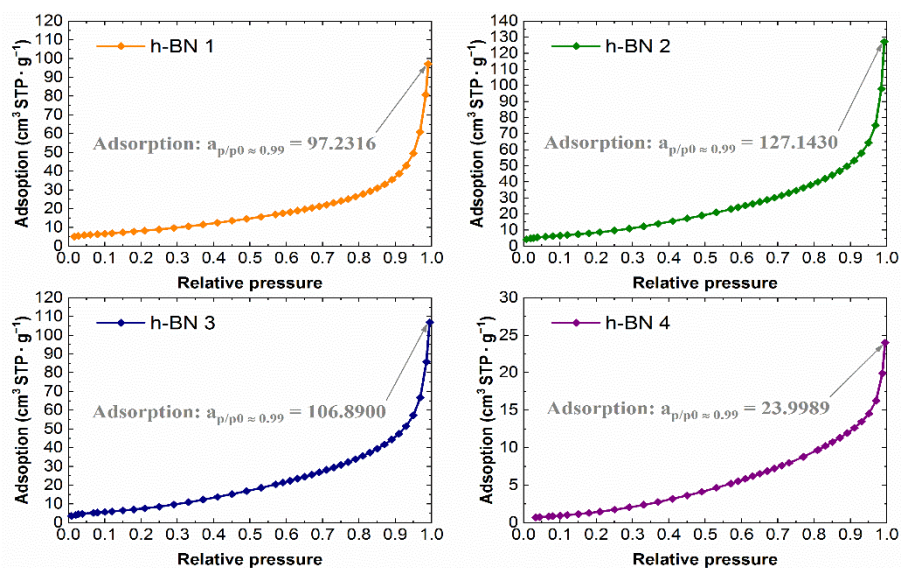 h-BN 1
Adsoption (cm³ STP · g⁻¹)
120
110
100
90
80
70
60
50
40
30
20
10
0
Adsorption: a p/p0 ≈ 0.99 = 97.2316
0.0 0.1 0.2 0.3 0.4 0.5 0.6 0.7 0.8 0.9 1.0
Relative pressure
h-BN 2
Adsoption (cm³ STP · g⁻¹)
140
130
120
110
100
90
80
70
60
50
40
30
20
10
0
Adsorption: a p/p0 ≈ 0.99 = 127.1430
0.0 0.1 0.2 0.3 0.4 0.5 0.6 0.7 0.8 0.9 1.0
Relative pressure
h-BN 3
Adsoption (cm³ STP · g⁻¹)
120
110
100
90
80
70
60
50
40
30
20
10
0
Adsorption: a p/p0 ≈ 0.99 = 106.8900
0.0 0.1 0.2 0.3 0.4 0.5 0.6 0.7 0.8 0.9 1.0
Relative pressure
h-BN 4
Adsoption (cm³ STP · g⁻¹)
30
25
20
15
10
5
0
Adsorption: a p/p0 ≈ 0.99 = 23.9989
0.0 0.1 0.2 0.3 0.4 0.5 0.6 0.7 0.8 0.9 1.0
Relative pressure